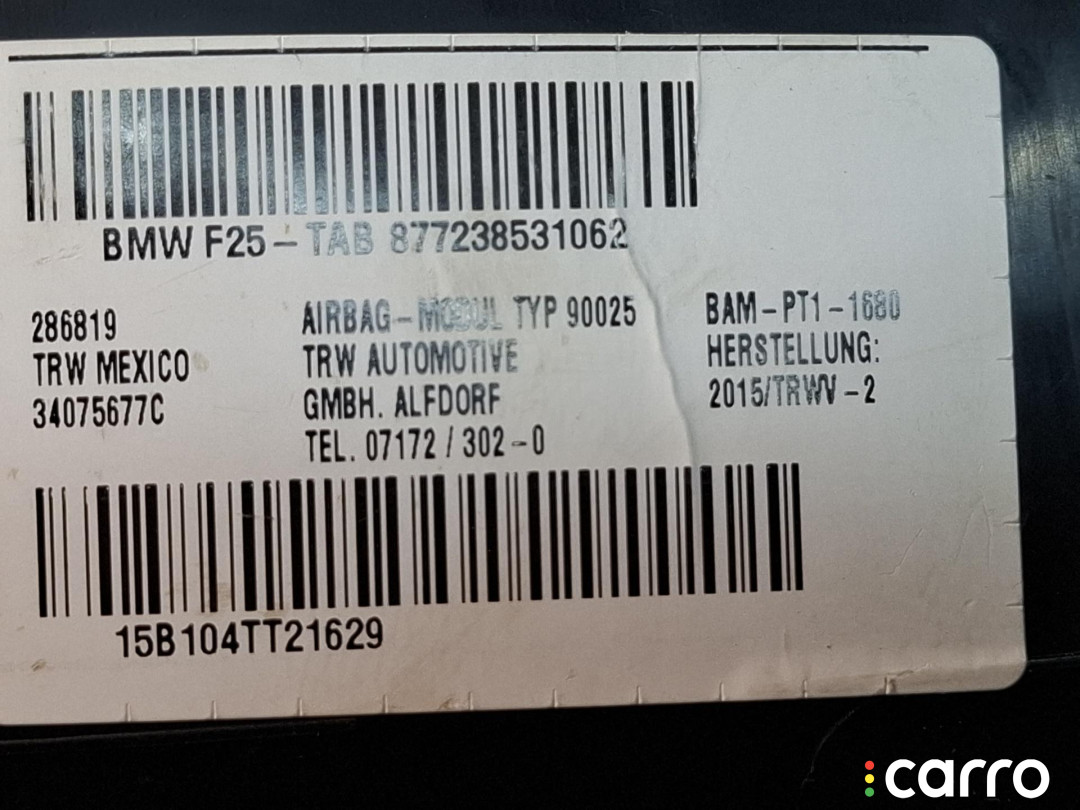 BMW F25-TAB 877238531062
286819
TRW MEXICO
34075677C
AIRBAG-MODUL TYP 90025
TRW AUTOMOTIVE
GMBH. ALFDORF
TEL. 07172 / 302-0
BAM-PT1-1680
HERSTELLUNG:
2015/TRWV-2
15B104TT21629
carro